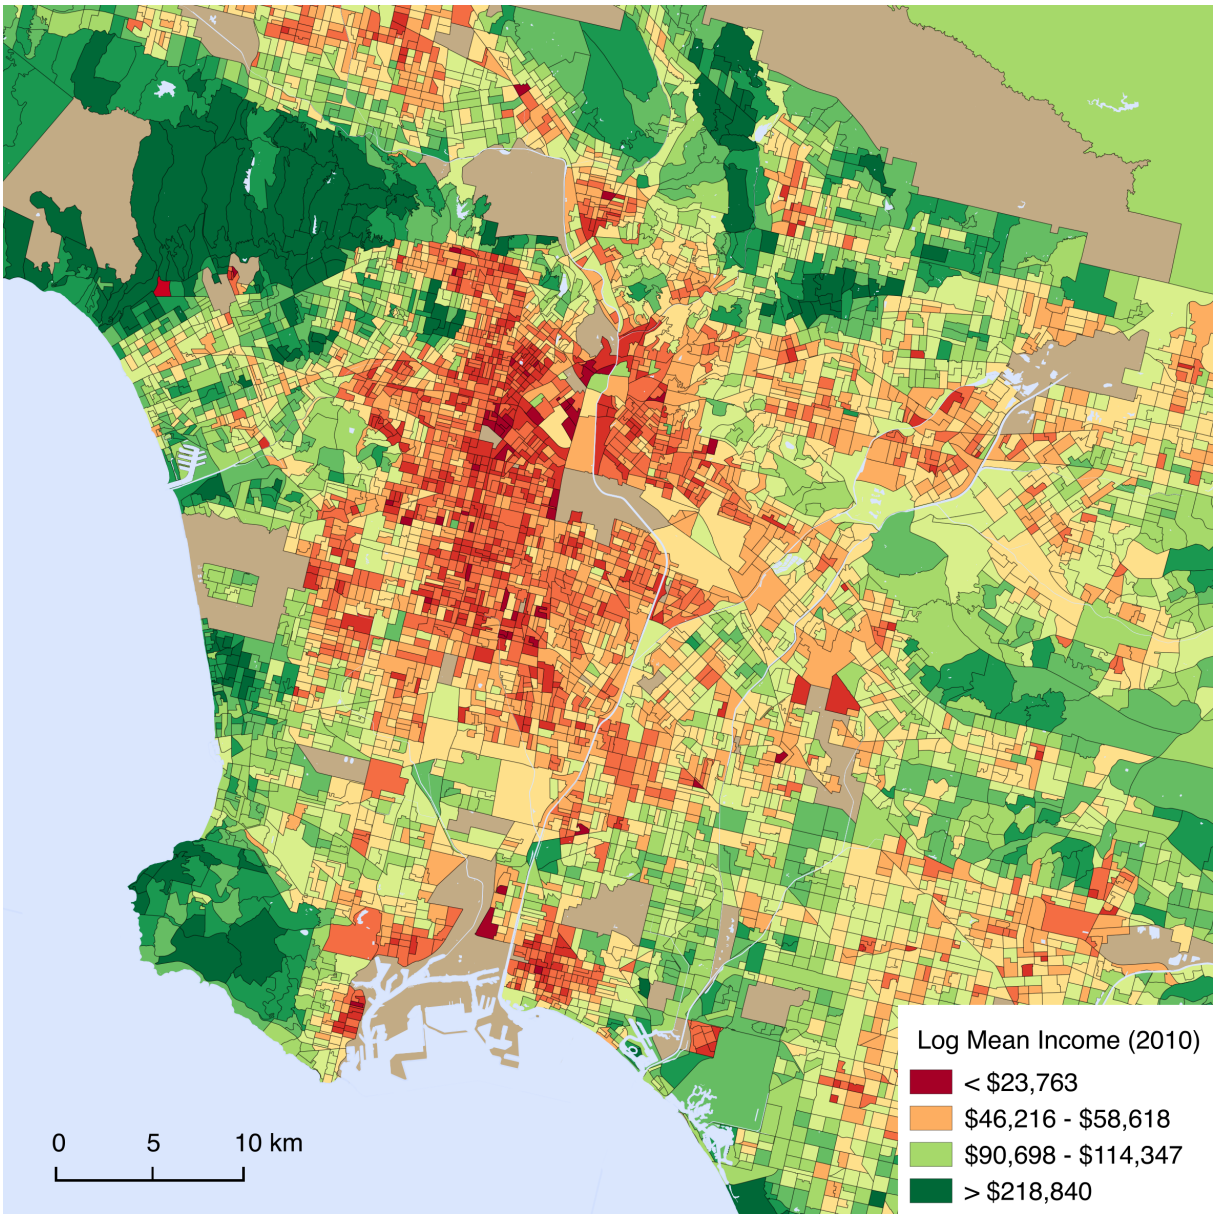 Log Mean Income (2010)
< $23,763
$46,216 - $58,618
$90,698 - $114,347
> $218,840
0 5 10 km